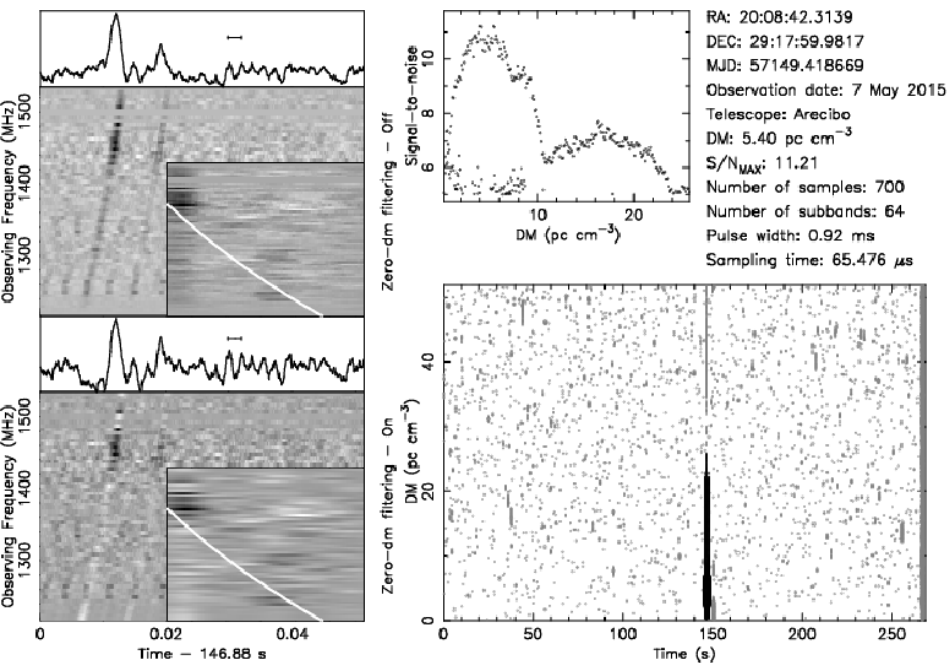 Observing Frequency (MHz)
1300 1400 1500
Zero-dm filtering - Off
Observing Frequency (MHz)
1300 1400 1500
Zero-dm filtering - On
0 0.02 0.04
Time - 146.88 s
Signal-to-noise
6 8 10
10 20
DM (pc cm⁻³)
RA: 20:08:42.3139
DEC: 29:17:59.9817
MJD: 57149.418669
Observation date: 7 May 2015
Telescope: Arecibo
DM: 5.40 pc cm⁻³
S/N_MAX: 11.21
Number of samples: 700
Number of subbands: 64
Pulse width: 0.92 ms
Sampling time: 65.476 μs
DM (pc cm⁻³)
0 20 40
0 50 100 150 200 250
Time (s)